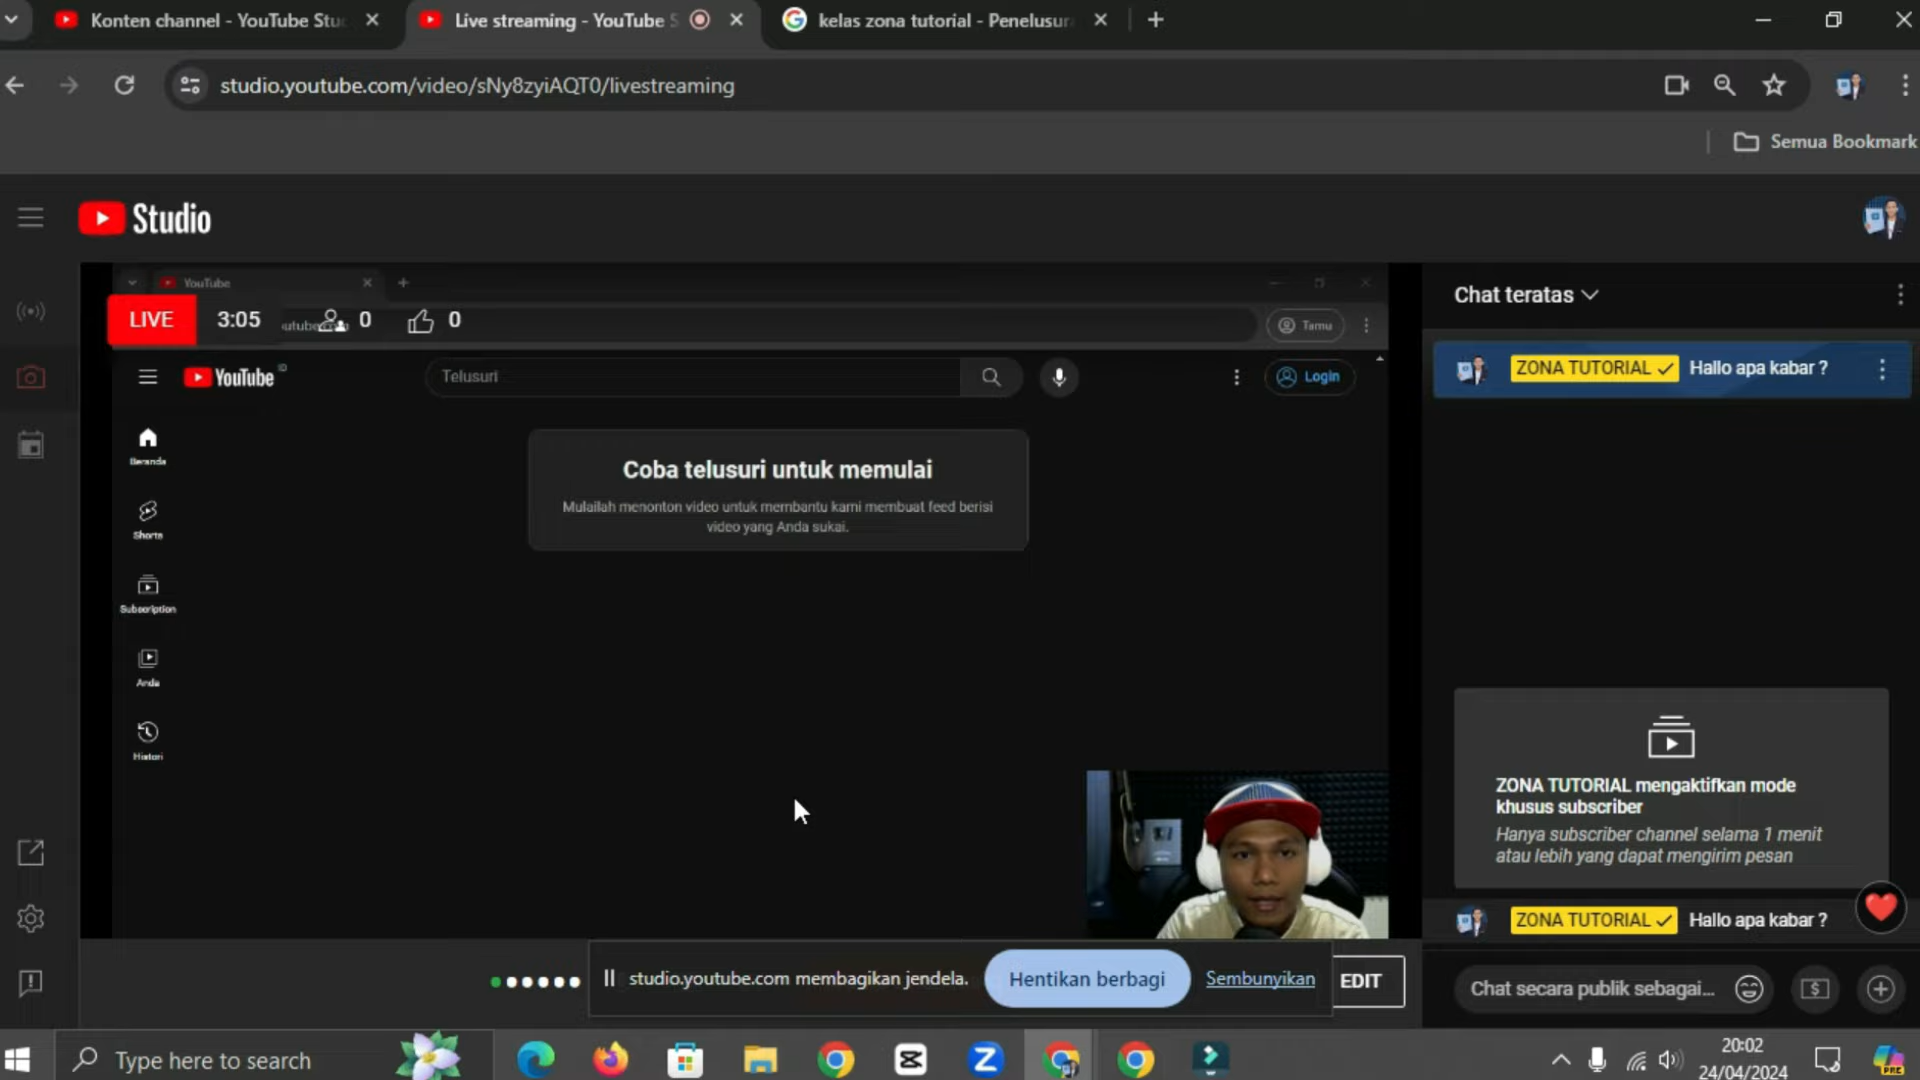 Konten channel - YouTube Stu
Live streaming - YouTube S
kelas zona tutorial - Penelusur
studio.youtube.com/video/sNy8zyiAQT0/livestreaming
Semua Bookmark
Studio
YouTube
LIVE
3:05
0
0
Tamu
YouTube ID
Telusuri
Login
Beranda
Shorts
Subscription
Anda
Histori
Coba telusuri untuk memulai
Mulailah menonton video untuk membantu kami membuat feed berisi
video yang Anda sukai.
Chat teratas
ZONA TUTORIAL Hallo apa kabar ?
ZONA TUTORIAL mengaktifkan mode
khusus subscriber
Hanya subscriber channel selama 1 menit
atau lebih yang dapat mengirim pesan
ZONA TUTORIAL Hallo apa kabar ?
Chat secara publik sebagai...
studio.youtube.com membagikan jendela.
Hentikan berbagi
Sembunyikan
EDIT
Type here to search
20:02
24/04/2024
PRE